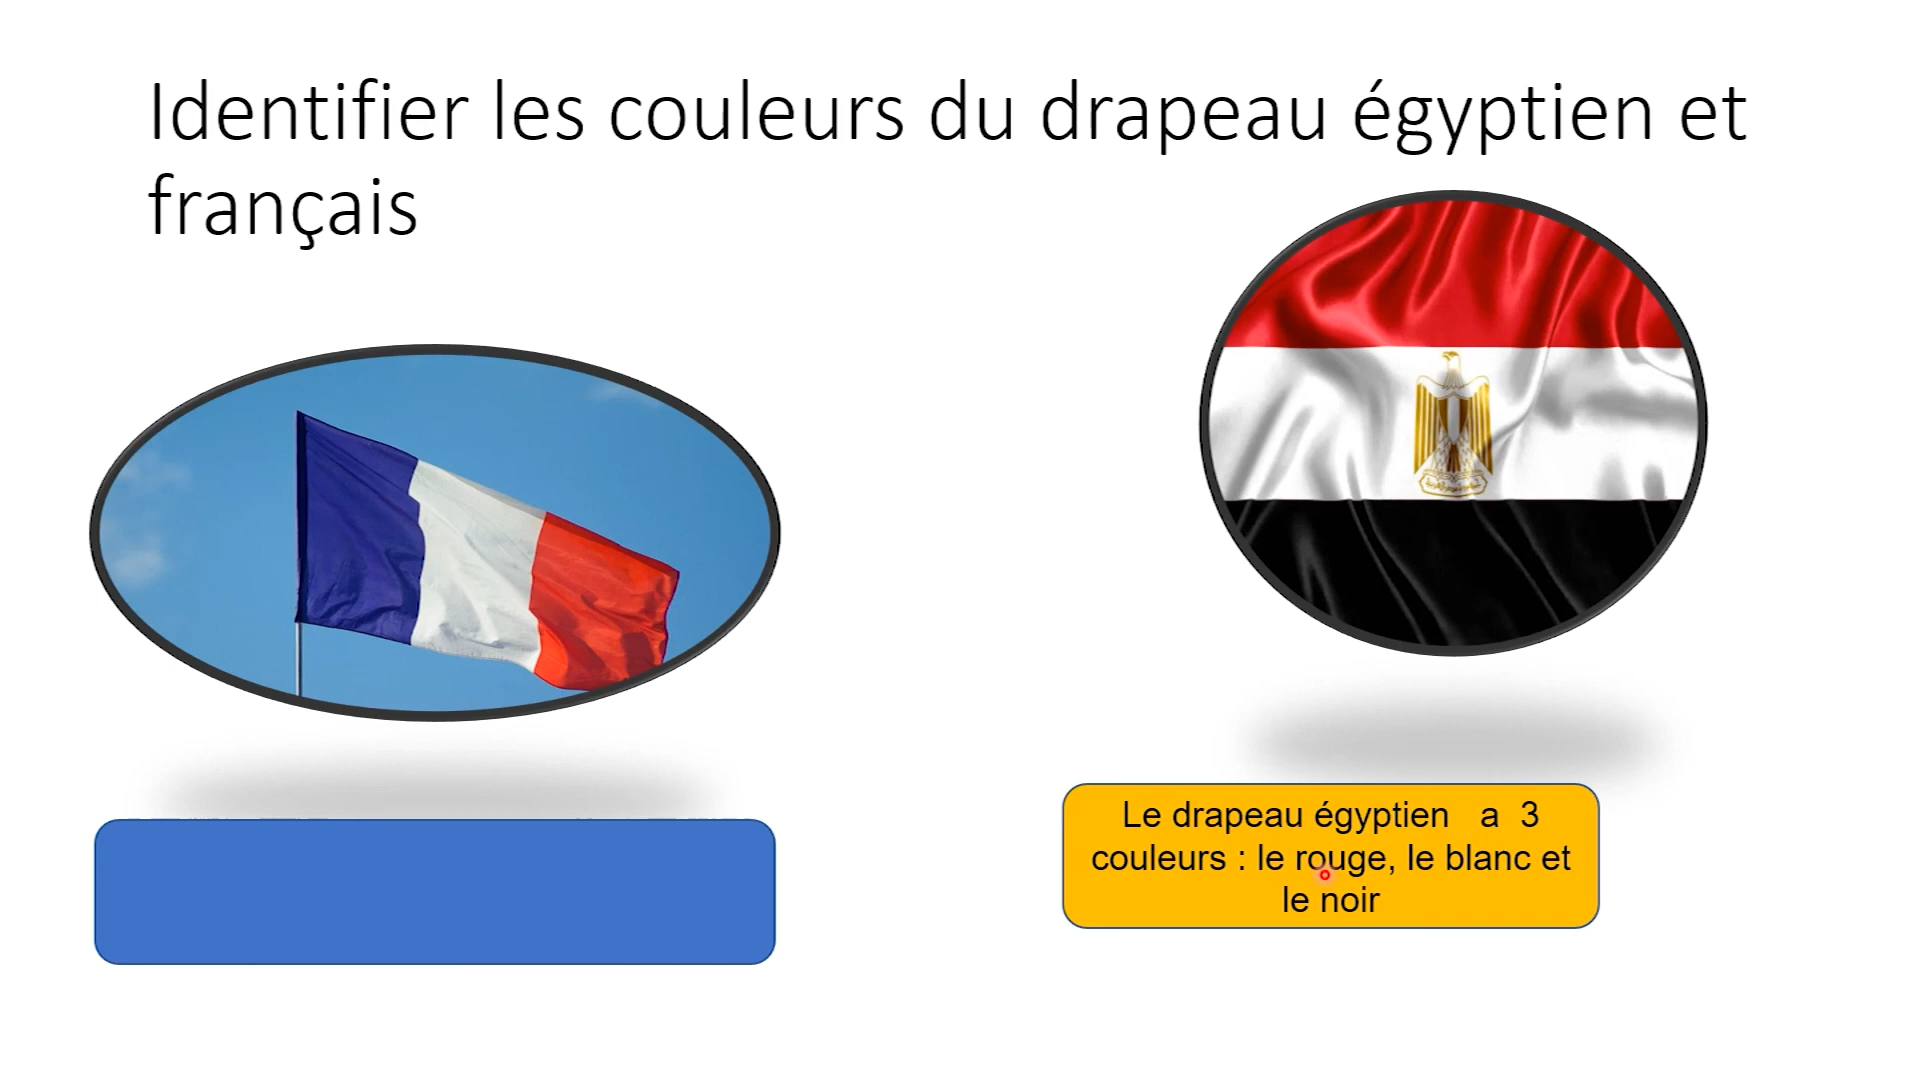 Identifier les couleurs du drapeau égyptien et
français
Le drapeau égyptien a 3
couleurs : le rouge, le blanc et
le noir